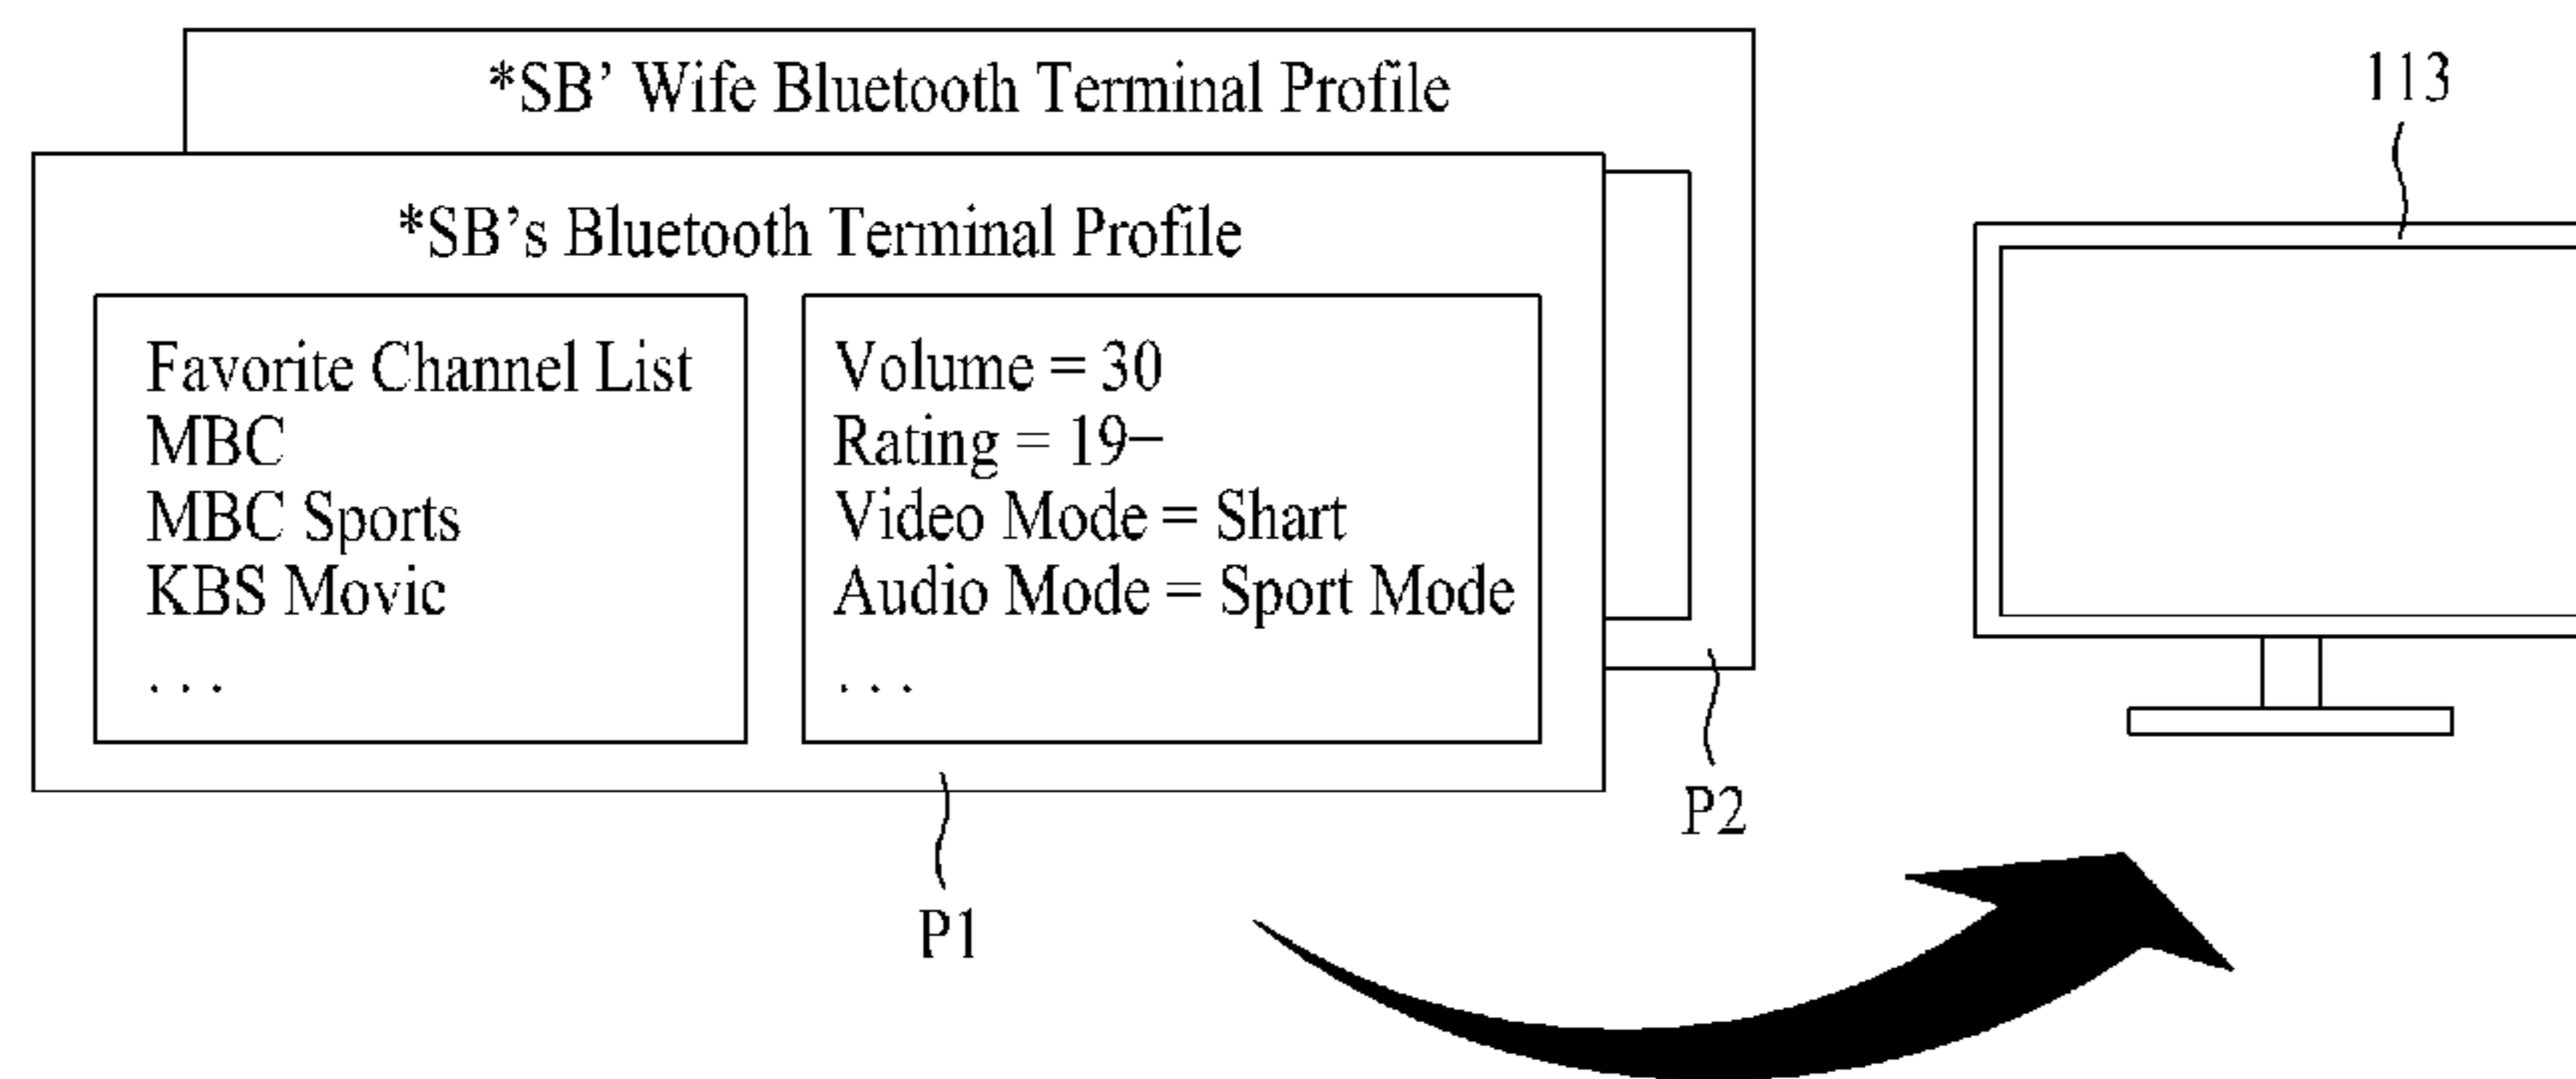 *SB' Wife Bluetooth Terminal Profile
*SB's Bluetooth Terminal Profile
Favorite Channel List
MBC
MBC Sports
KBS Movic
. . .
Volume = 30
Rating = 19–
Video Mode = Shart
Audio Mode = Sport Mode
. . .
P1
P2
113